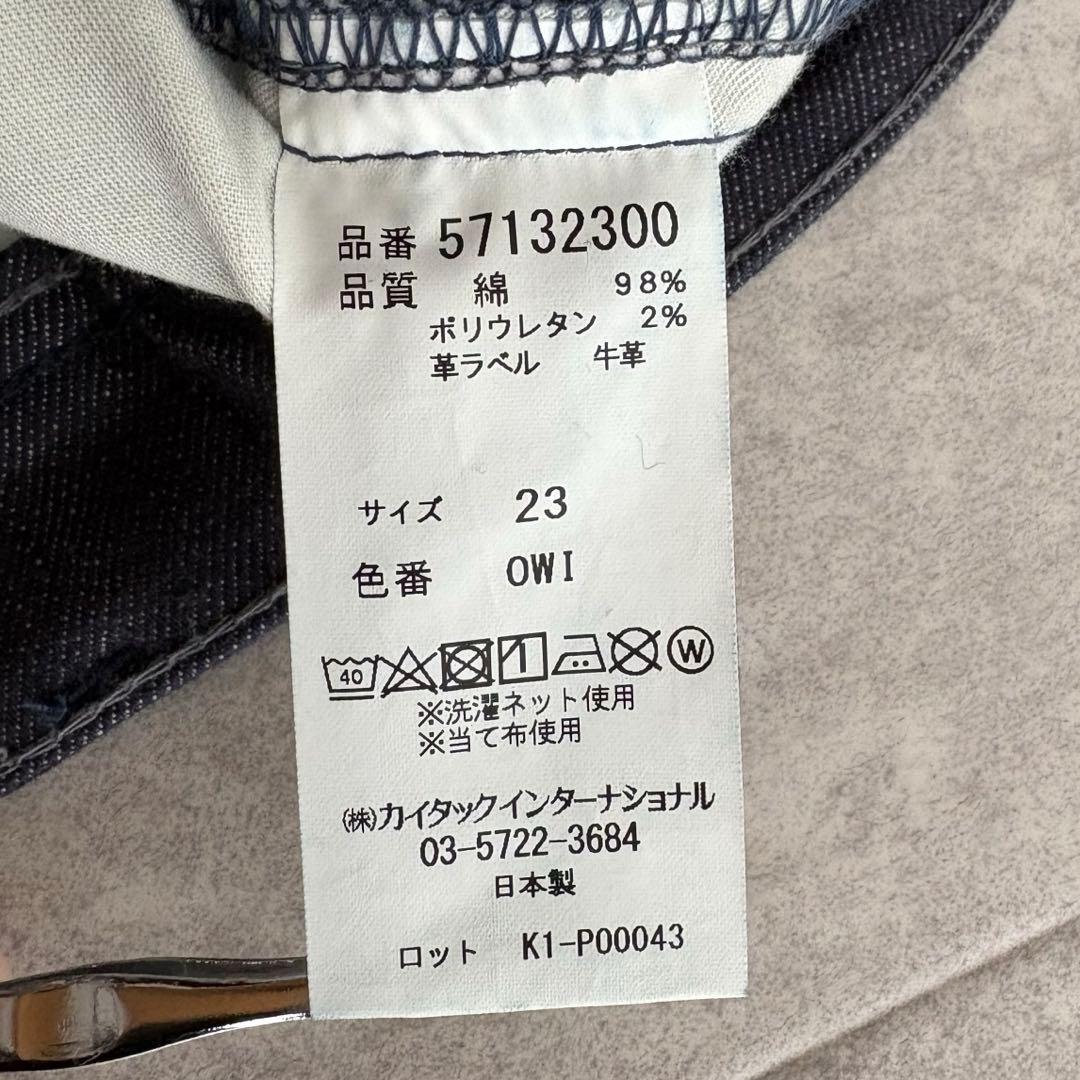 品番 57132300
品質 綿 98%
ポリウレタン 2%
革ラベル 牛革
サイズ 23
色番 OWI
40 W
※洗濯ネット使用
※当て布使用
(株)カイタックインターナショナル
03-5722-3684
日本製
ロット K1-P00043